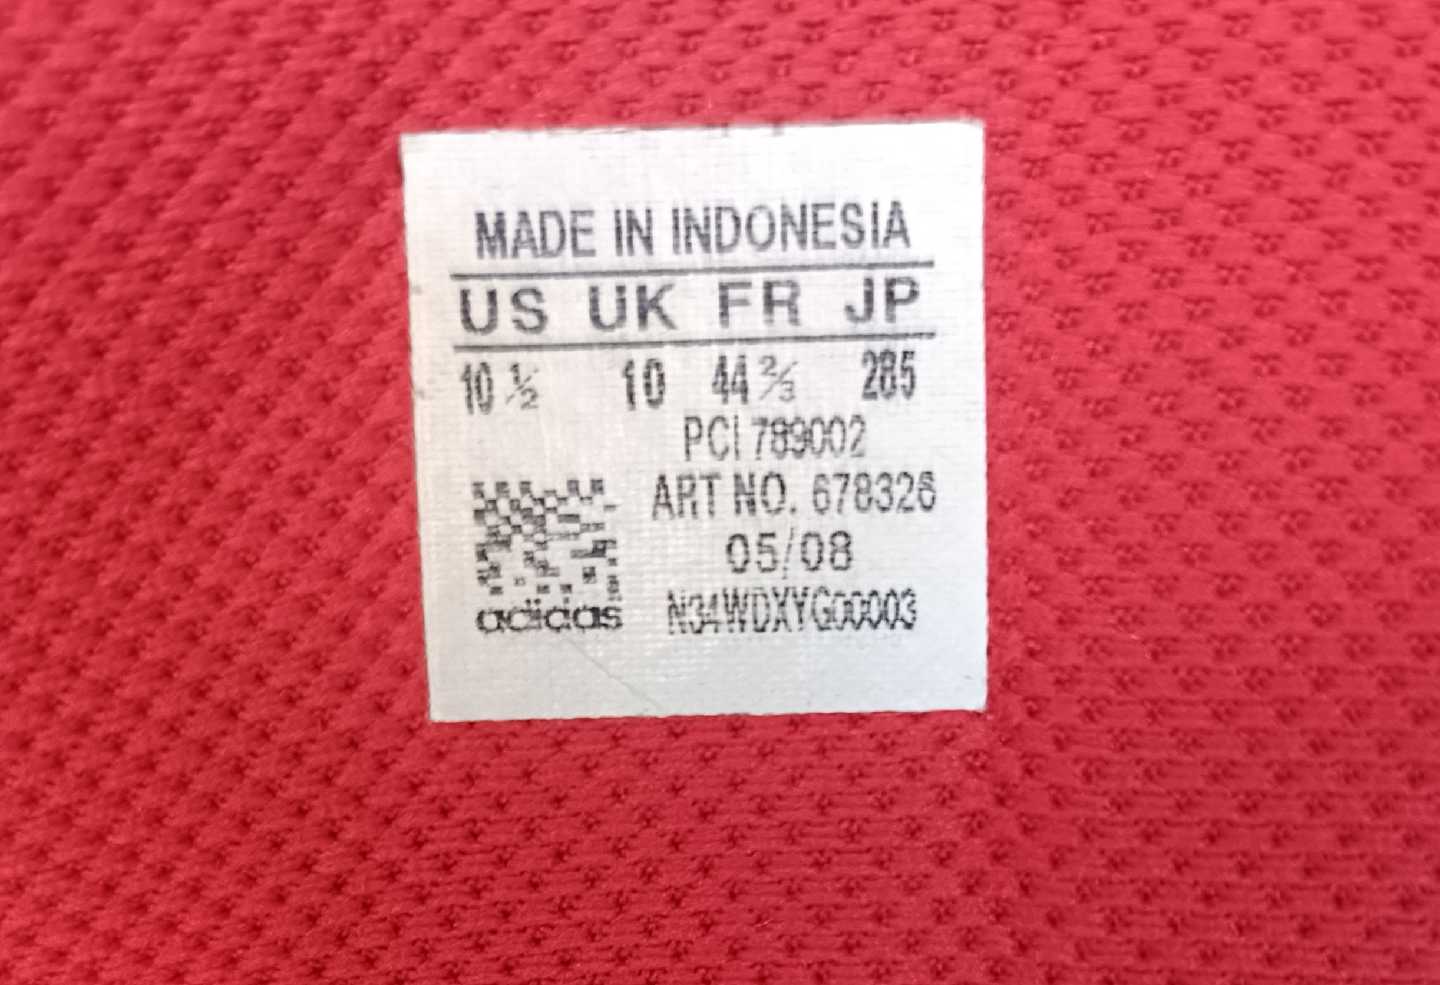 MADE IN INDONESIA
US UK FR JP
10 ½ 10 44 ⅔ 285
PCI 789002
ART NO. 678326
05/08
adidas N34WDXYG00003